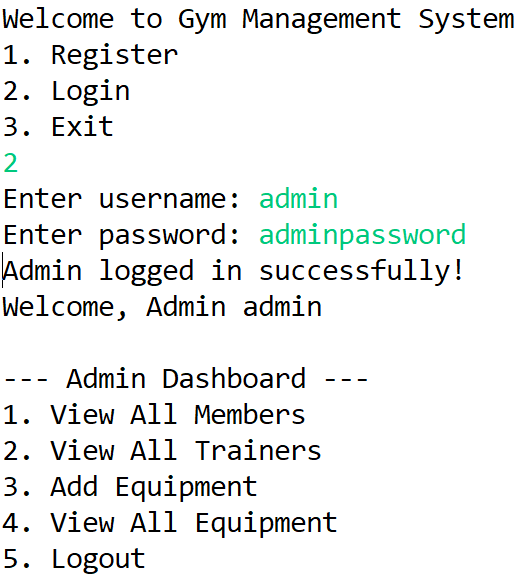 Welcome to Gym Management System
1. Register
2. Login
3. Exit
2
Enter username: admin
Enter password: adminpassword
Admin logged in successfully!
Welcome, Admin admin
--- Admin Dashboard ---
1. View All Members
2. View All Trainers
3. Add Equipment
4. View All Equipment
5. Logout